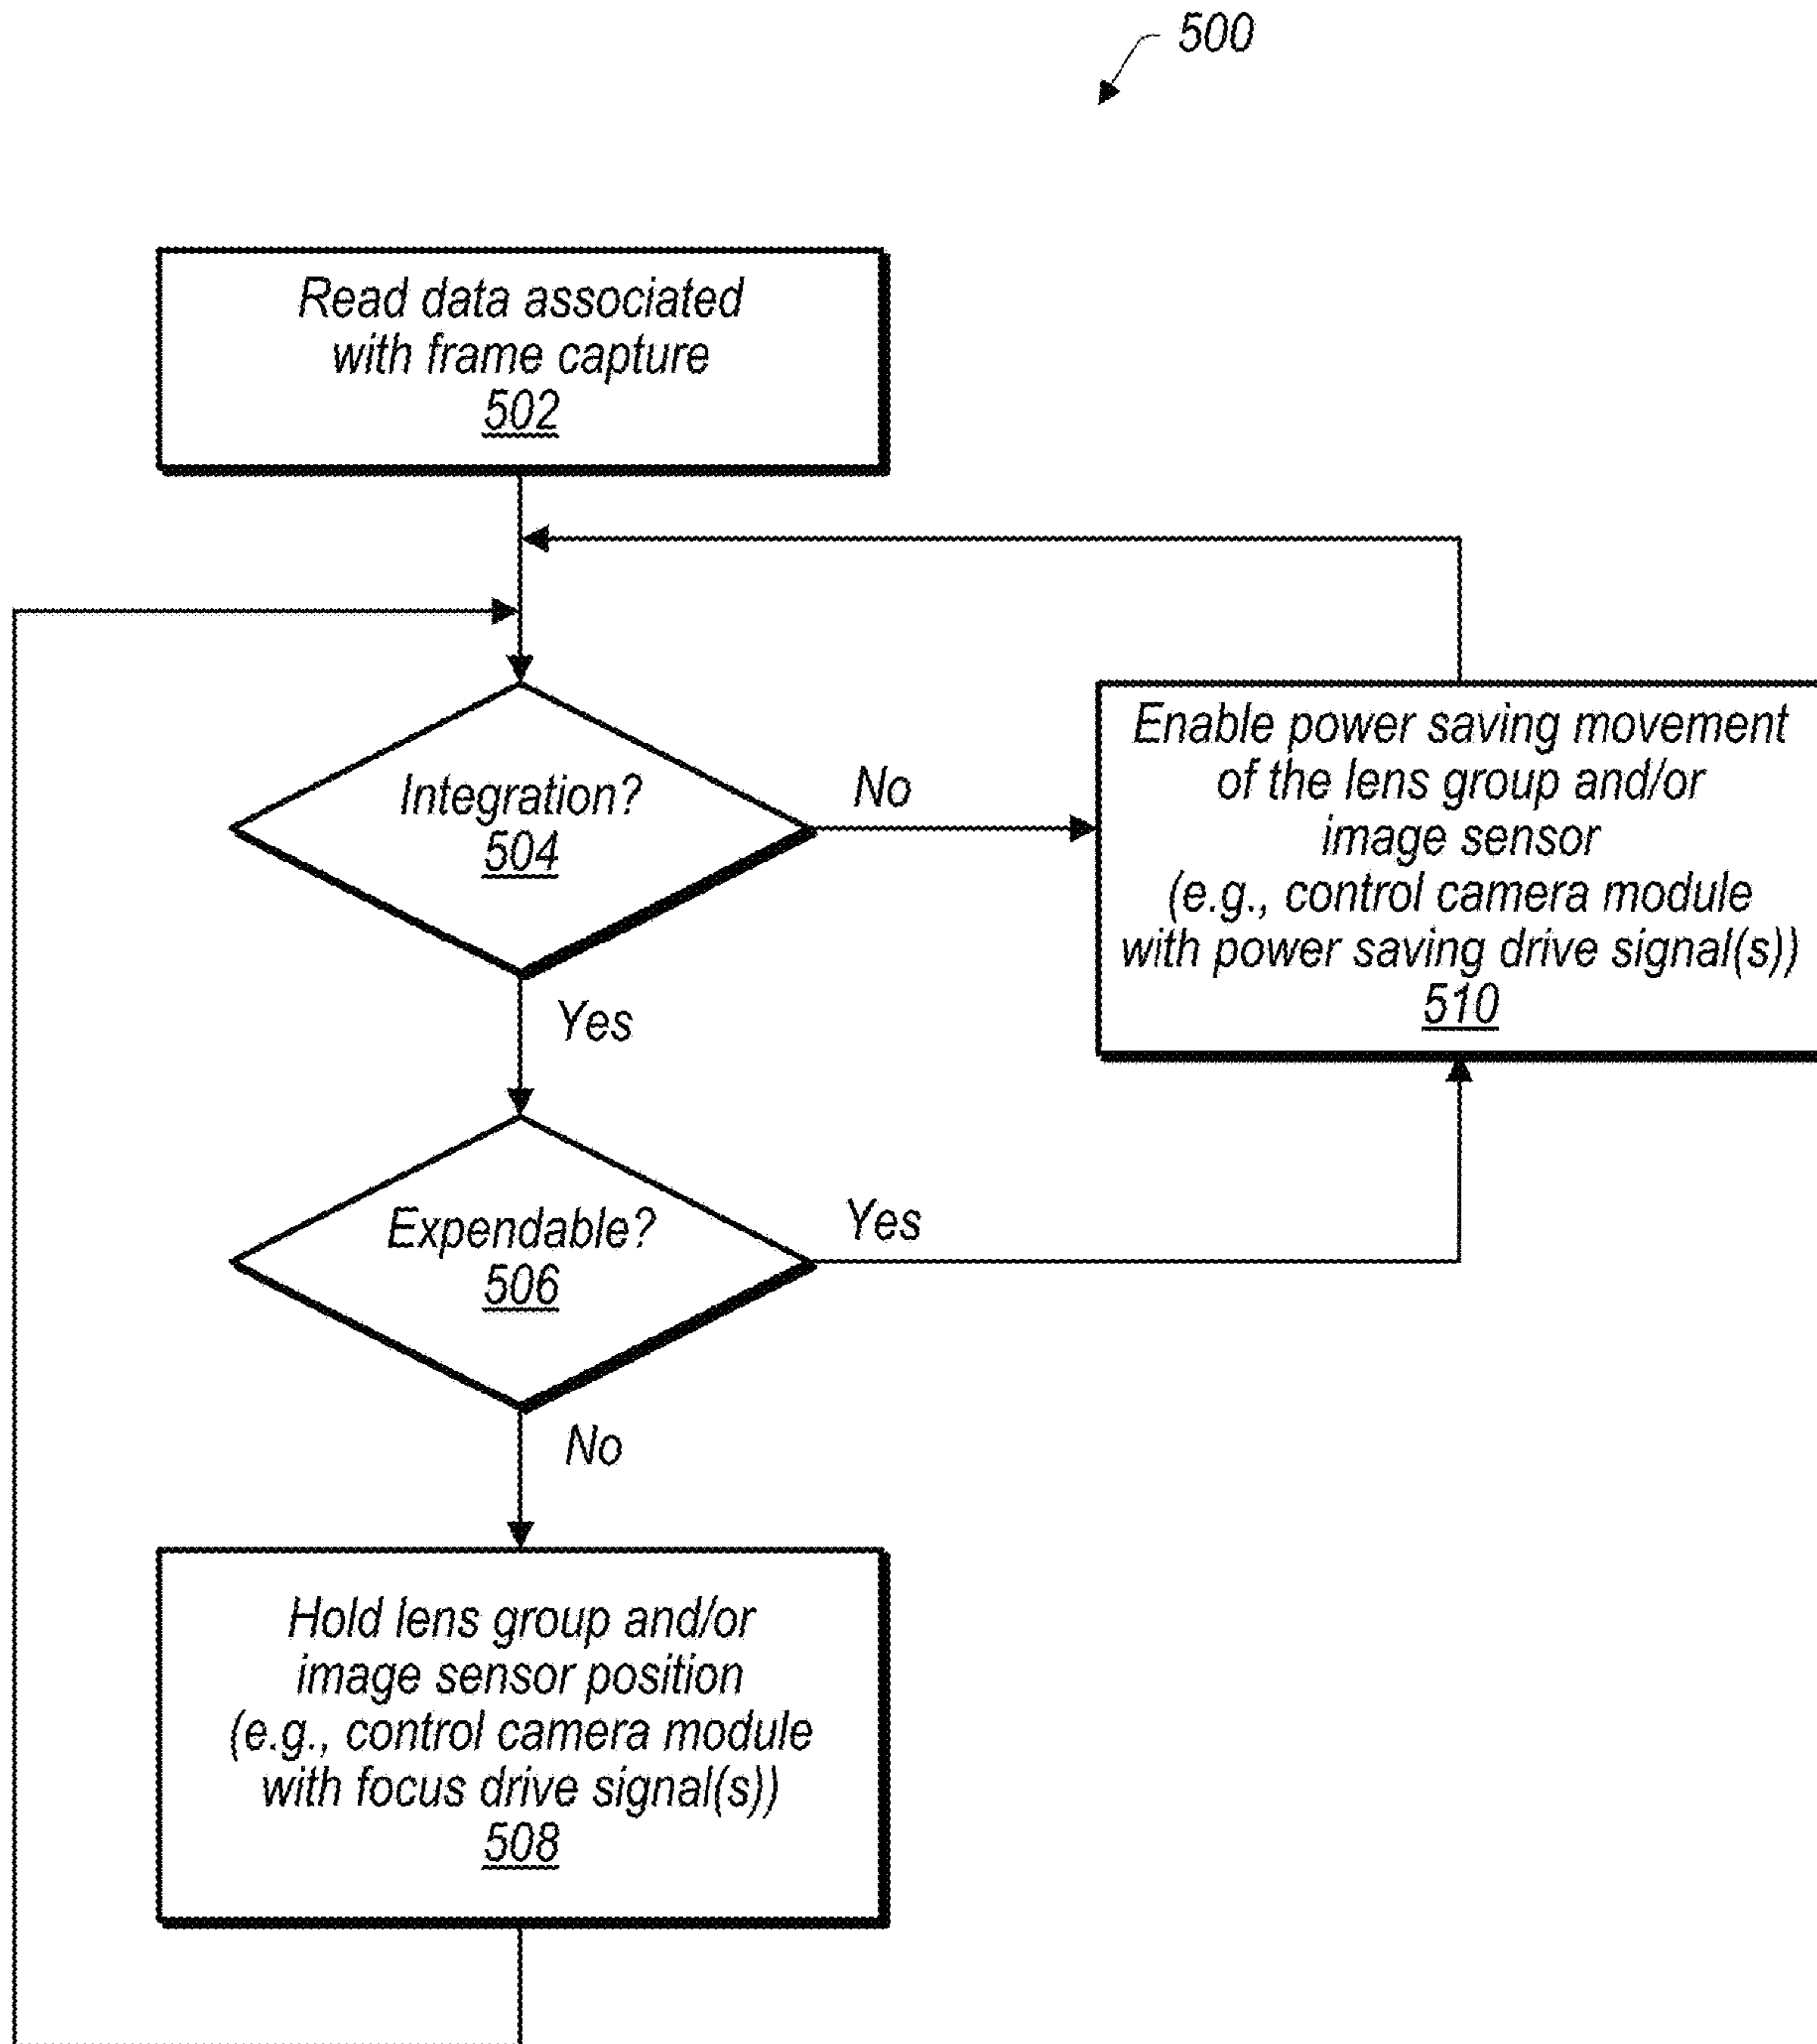 500
Read data associated
with frame capture
502
Integration?
504
No
Yes
Enable power saving movement
of the lens group and/or
image sensor
(e.g., control camera module
with power saving drive signal(s))
510
Expendable?
506
Yes
No
Hold lens group and/or
image sensor position
(e.g., control camera module
with focus drive signal(s))
508